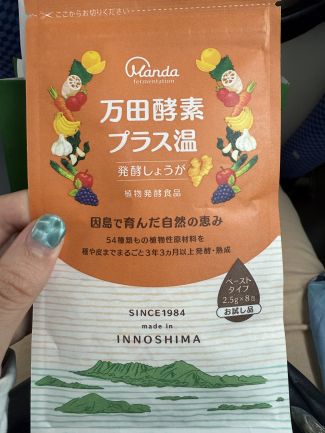 ここからお切りください
Manda
fermentation
万田酵素
プラス温
発酵しょうが
植物発酵食品
因島で育んだ自然の恵み
54種類もの植物性原材料を
種や皮までまるごと3年3ヵ月以上発酵・熟成
ペースト
タイプ
2.5g×8包
お試し品
SINCE1984
made in
INNOSHIMA